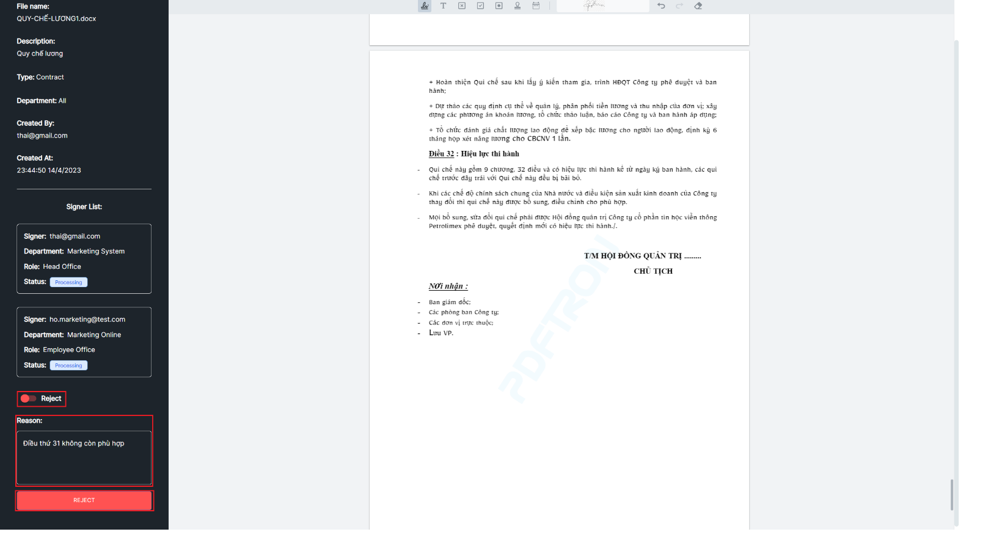 File name:
QUY-CHẾ-LƯƠNG1.docx
Description:
Quy chế lương
Type: Contract
Department: All
Created By:
thai@gmail.com
Created At:
23:44:50 14/4/2023
Signer List:
Signer: thai@gmail.com
Department: Marketing System
Role: Head Office
Status: Processing
Signer: ho.marketing@test.com
Department: Marketing Online
Role: Employee Office
Status: Processing
Reject
Reason:
Điều thứ 31 không còn phù hợp
REJECT
+ Hoàn thiện Qui chế sau khi lấy ý kiến tham gia, trình HĐQT Công ty phê duyệt và ban
hành;
+ Dự thảo các quy định cụ thể về quản lý, phân phối tiền lương và thu nhập của đơn vị; xây
dựng các phương án khoán lương, tổ chức thảo luận, báo cáo Công ty và ban hành áp dụng;
+ Tổ chức đánh giá chất lượng lao động để xếp bậc lương cho người lao động, định kỳ 6
tháng họp xét nâng lương cho CBCNV 1 lần.
Điều 32 : Hiệu lực thi hành
- Qui chế này gồm 9 chương, 32 điều và có hiệu lực thi hành kể từ ngày ký ban hành, các qui
chế trước đây trái với Qui chế này đều bị bãi bỏ.
- Khi các chế độ chính sách chung của Nhà nước và điều kiện sản xuất kinh doanh của Công ty
thay đổi thì qui chế này được bổ sung, điều chỉnh cho phù hợp.
- Mọi bổ sung, sửa đổi qui chế phải được Hội đồng quản trị Công ty cổ phần tin học viễn thông
Petrolimex phê duyệt, quyết định mới có hiệu lực thi hành./.
T/M HỘI ĐỒNG QUẢN TRỊ .........
CHỦ TỊCH
Nơi nhận :
- Ban giám đốc;
- Các phòng ban Công ty;
- Các đơn vị trực thuộc;
- Lưu VP.
PDFTRON